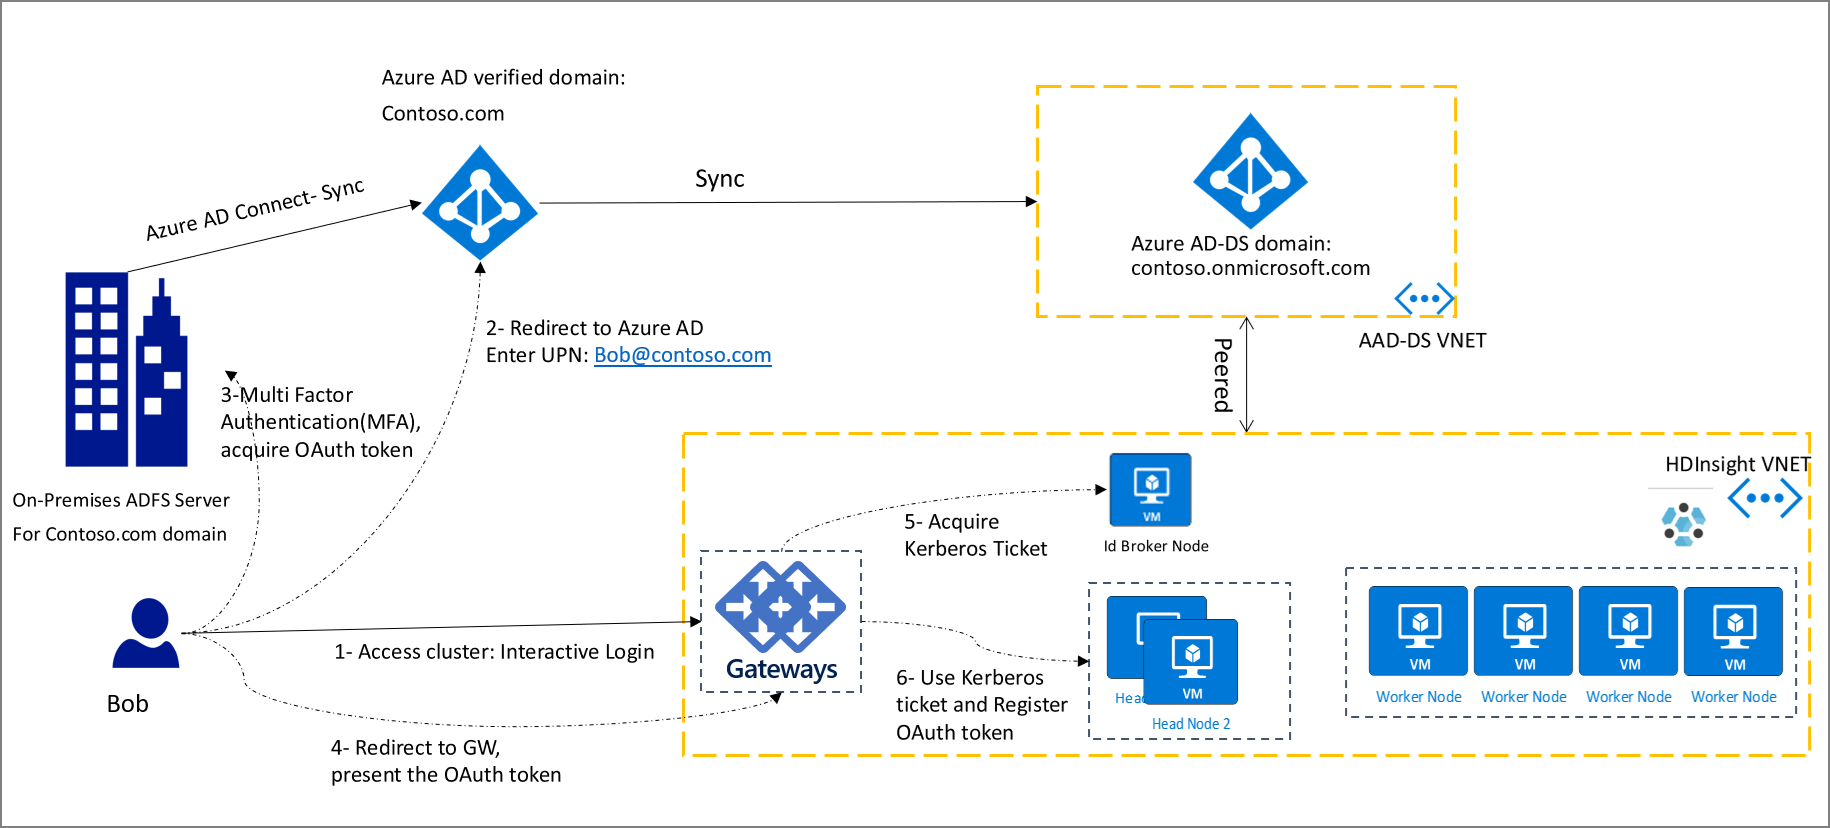 Azure AD verified domain:
Contoso.com
Azure AD Connect- Sync
Sync
Azure AD-DS domain:
contoso.onmicrosoft.com
AAD-DS VNET
Peered
2- Redirect to Azure AD
Enter UPN: Bob@contoso.com
3-Multi Factor
Authentication(MFA),
acquire OAuth token
On-Premises ADFS Server
For Contoso.com domain
Bob
1- Access cluster: Interactive Login
4- Redirect to GW,
present the OAuth token
Gateways
5- Acquire
Kerberos Ticket
VM
Id Broker Node
6- Use Kerberos
ticket and Register
OAuth token
Head
VM
Head Node 2
HDInsight VNET
VM
VM
VM
VM
Worker Node
Worker Node
Worker Node
Worker Node